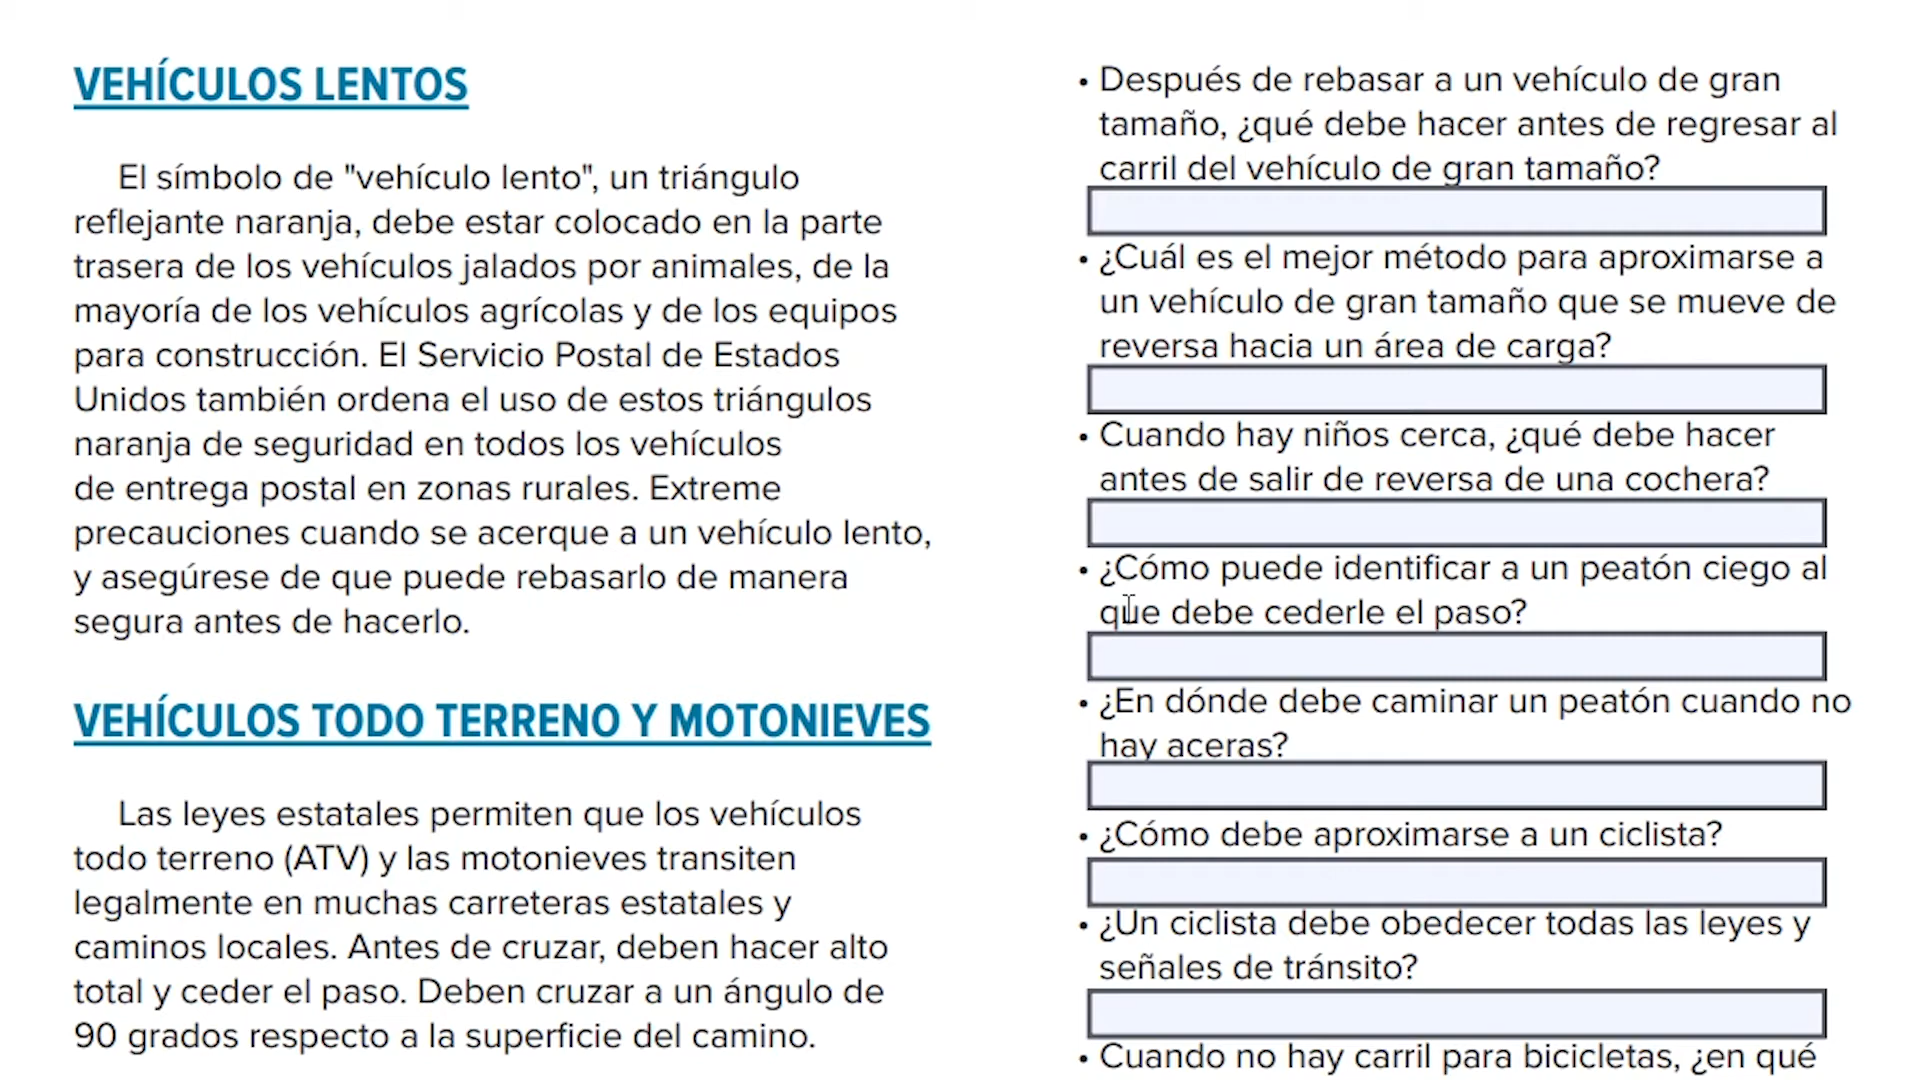 VEHÍCULOS LENTOS
El símbolo de "vehículo lento", un triángulo
reflejante naranja, debe estar colocado en la parte
trasera de los vehículos jalados por animales, de la
mayoría de los vehículos agrícolas y de los equipos
para construcción. El Servicio Postal de Estados
Unidos también ordena el uso de estos triángulos
naranja de seguridad en todos los vehículos
de entrega postal en zonas rurales. Extreme
precauciones cuando se acerque a un vehículo lento,
y asegúrese de que puede rebasarlo de manera
segura antes de hacerlo.
VEHÍCULOS TODO TERRENO Y MOTONIEVES
Las leyes estatales permiten que los vehículos
todo terreno (ATV) y las motonieves transiten
legalmente en muchas carreteras estatales y
caminos locales. Antes de cruzar, deben hacer alto
total y ceder el paso. Deben cruzar a un ángulo de
90 grados respecto a la superficie del camino.
• Después de rebasar a un vehículo de gran
tamaño, ¿qué debe hacer antes de regresar al
carril del vehículo de gran tamaño?
• ¿Cuál es el mejor método para aproximarse a
un vehículo de gran tamaño que se mueve de
reversa hacia un área de carga?
• Cuando hay niños cerca, ¿qué debe hacer
antes de salir de reversa de una cochera?
• ¿Cómo puede identificar a un peatón ciego al
que debe cederle el paso?
• ¿En dónde debe caminar un peatón cuando no
hay aceras?
• ¿Cómo debe aproximarse a un ciclista?
• ¿Un ciclista debe obedecer todas las leyes y
señales de tránsito?
• Cuando no hay carril para bicicletas, ¿en qué